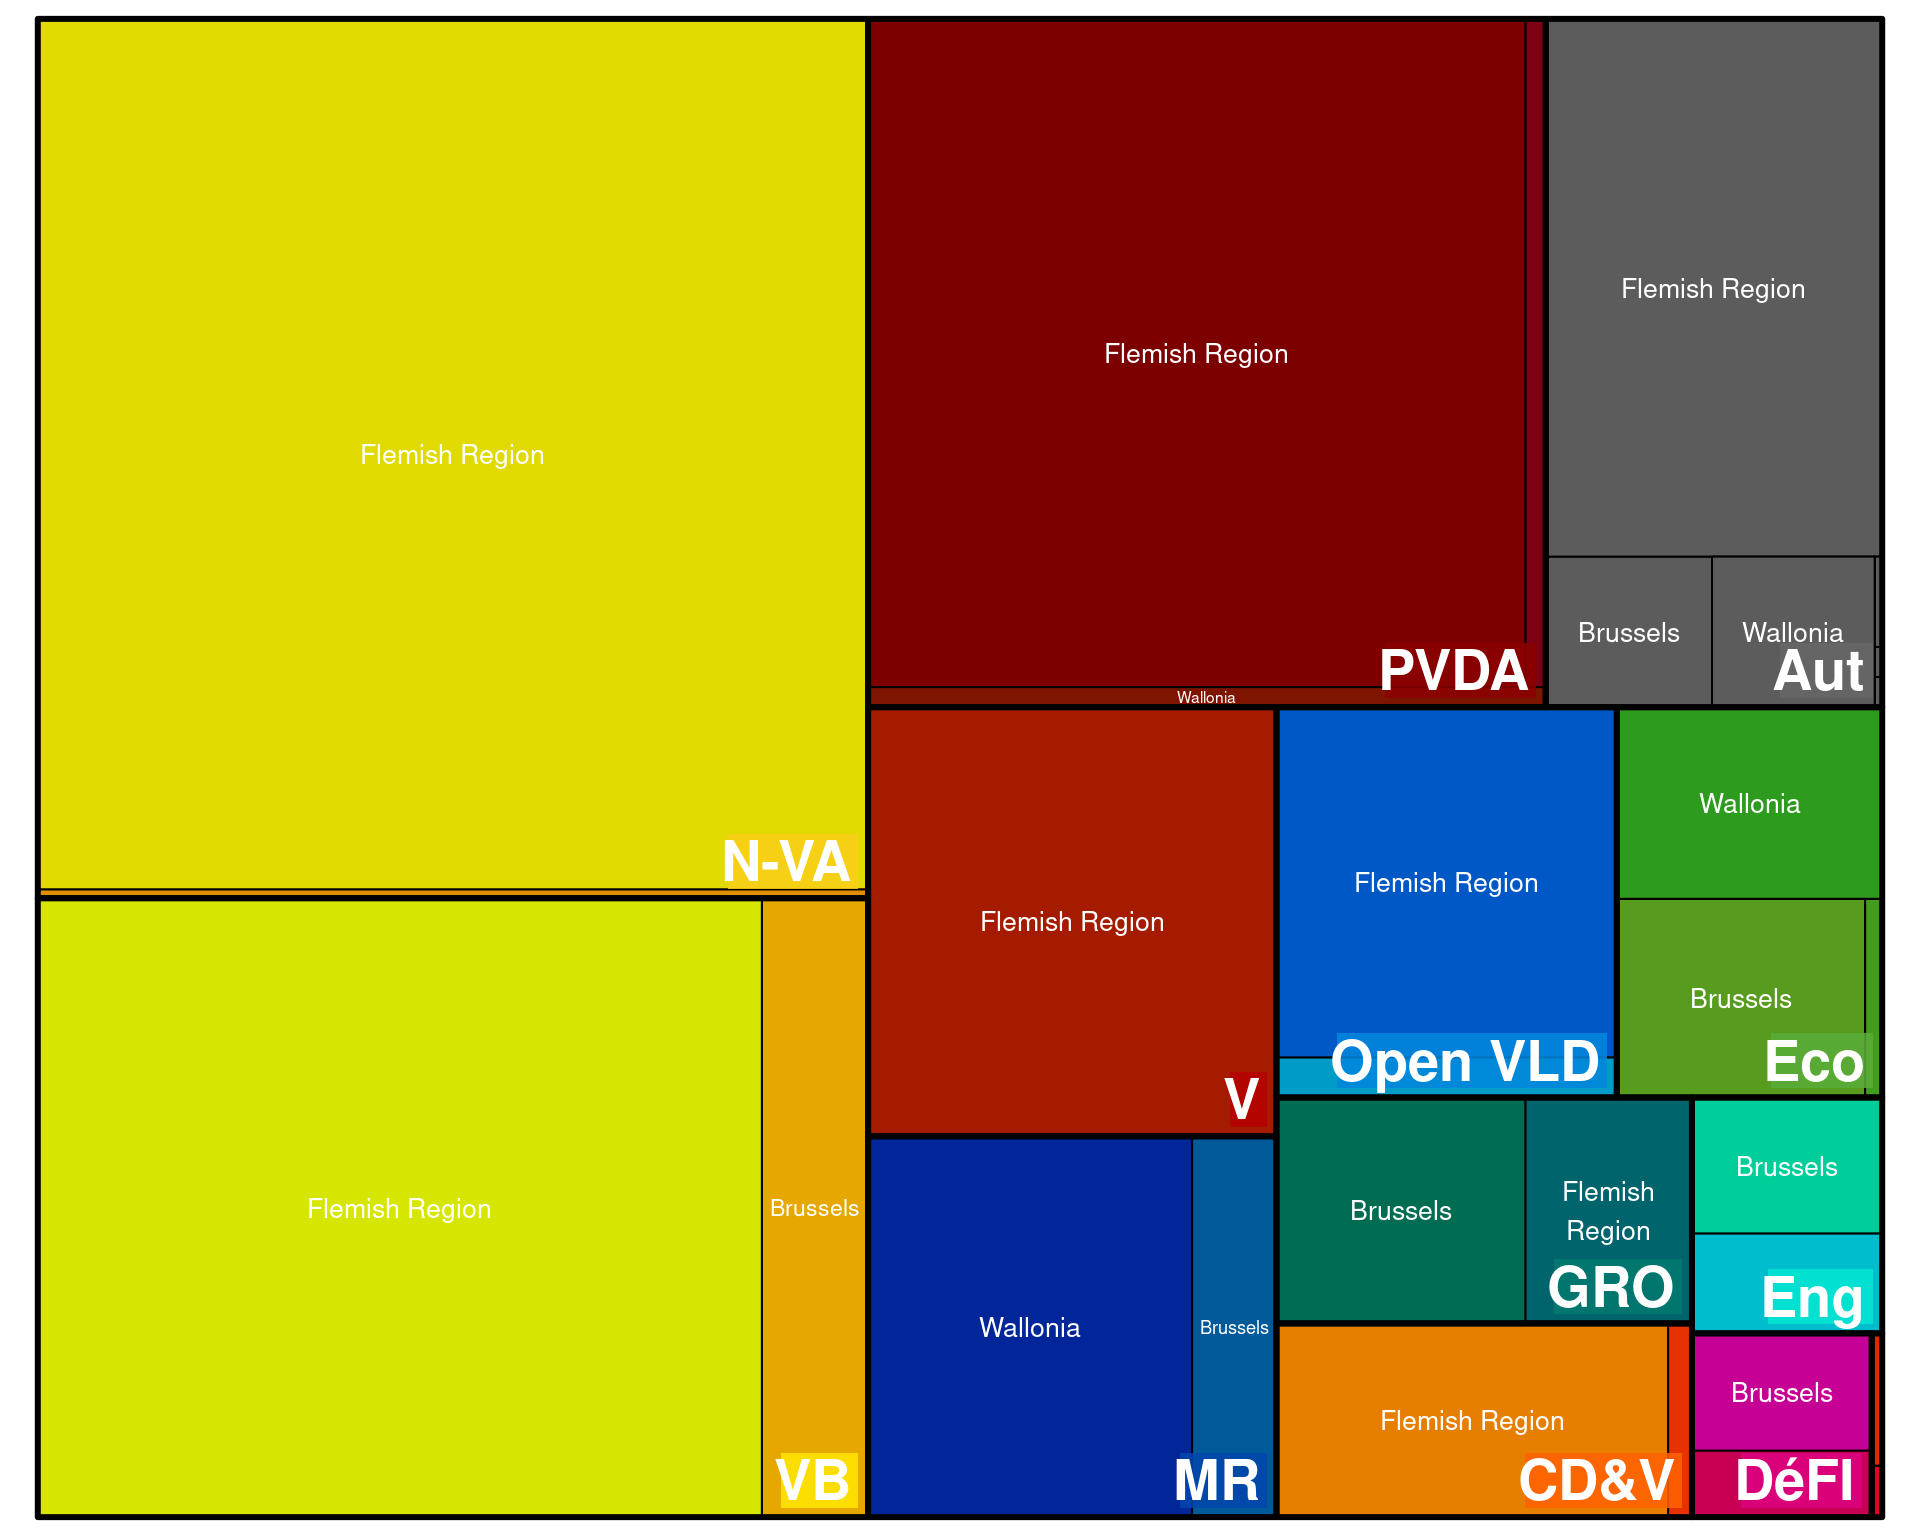 Flemish Region
N-VA
Flemish Region
Brussels
VB
Flemish Region
Wallonia
PVDA
Flemish Region
Brussels
Wallonia
Aut
Flemish Region
V
Wallonia
Brussels
MR
Flemish Region
Open VLD
Wallonia
Brussels
Eco
Brussels
Flemish
Region
GRO
Flemish Region
CD&V
Brussels
Eng
Brussels
DéFI